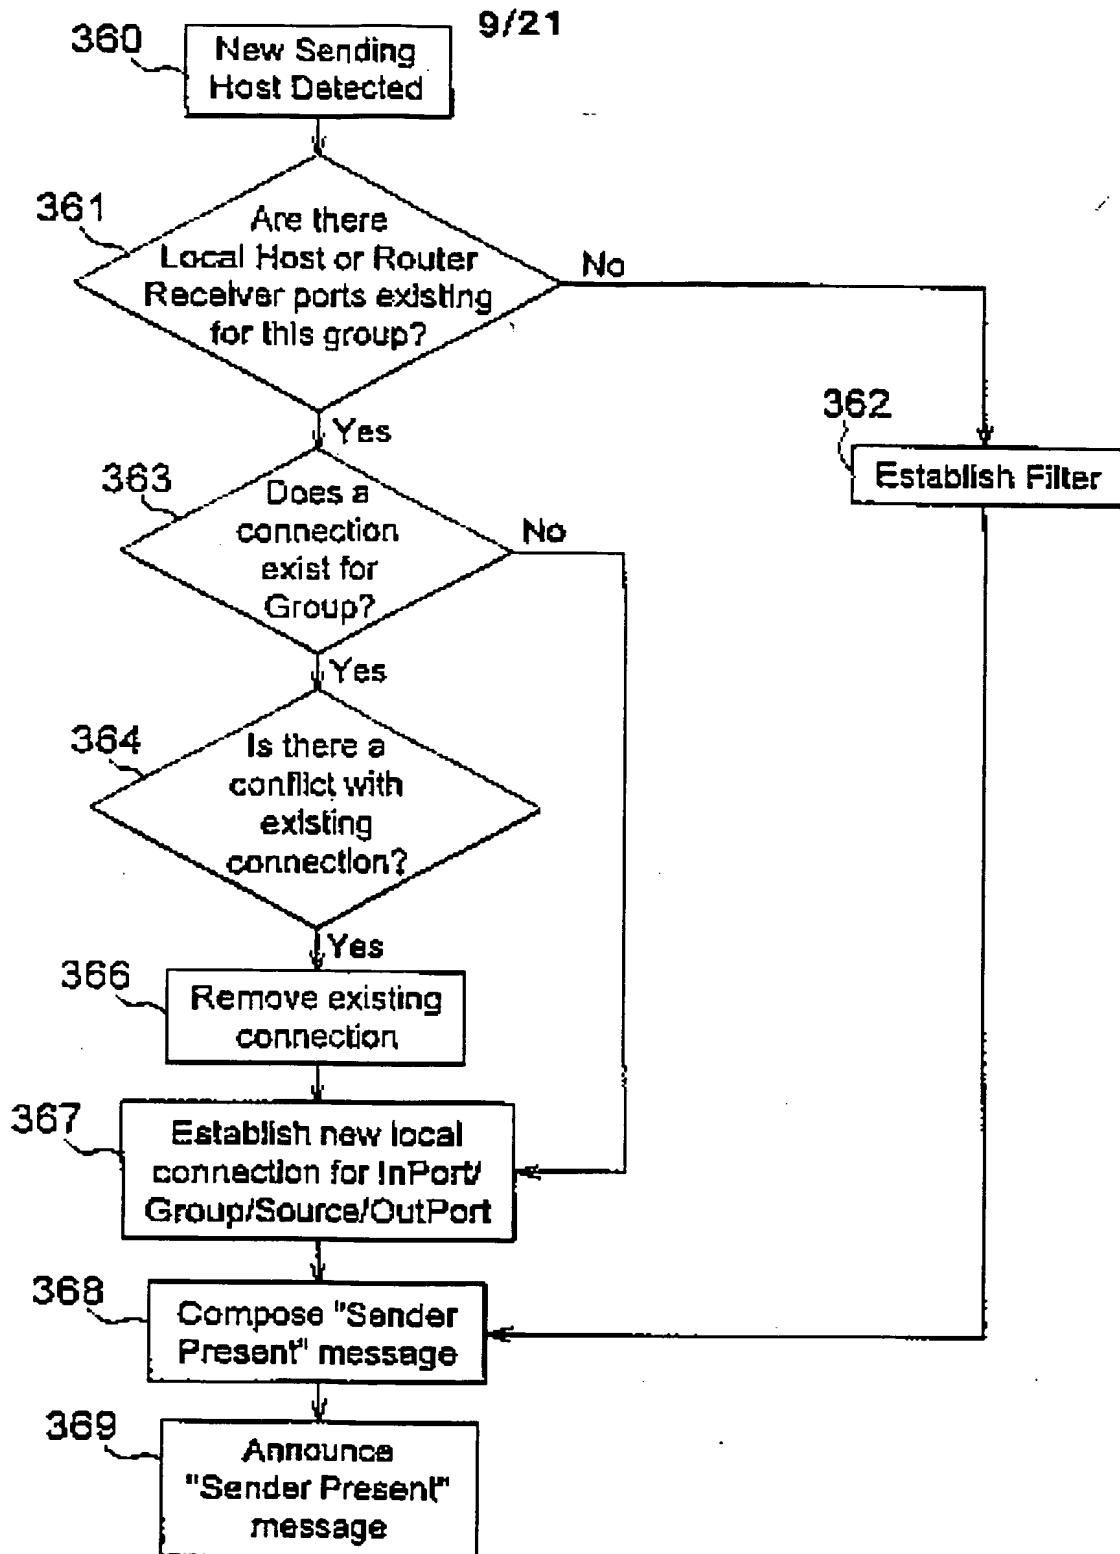 9/21
360
New Sending
Host Detected
361
Are there
Local Host or Router
Receiver ports existing
for this group?
No
Yes
362
Establish Filter
363
Does a
connection
exist for
Group?
No
Yes
364
Is there a
conflict with
existing
connection?
Yes
366
Remove existing
connection
367
Establish new local
connection for InPort/
Group/Source/OutPort
368
Compose "Sender
Present" message
369
Announce
"Sender Present"
message